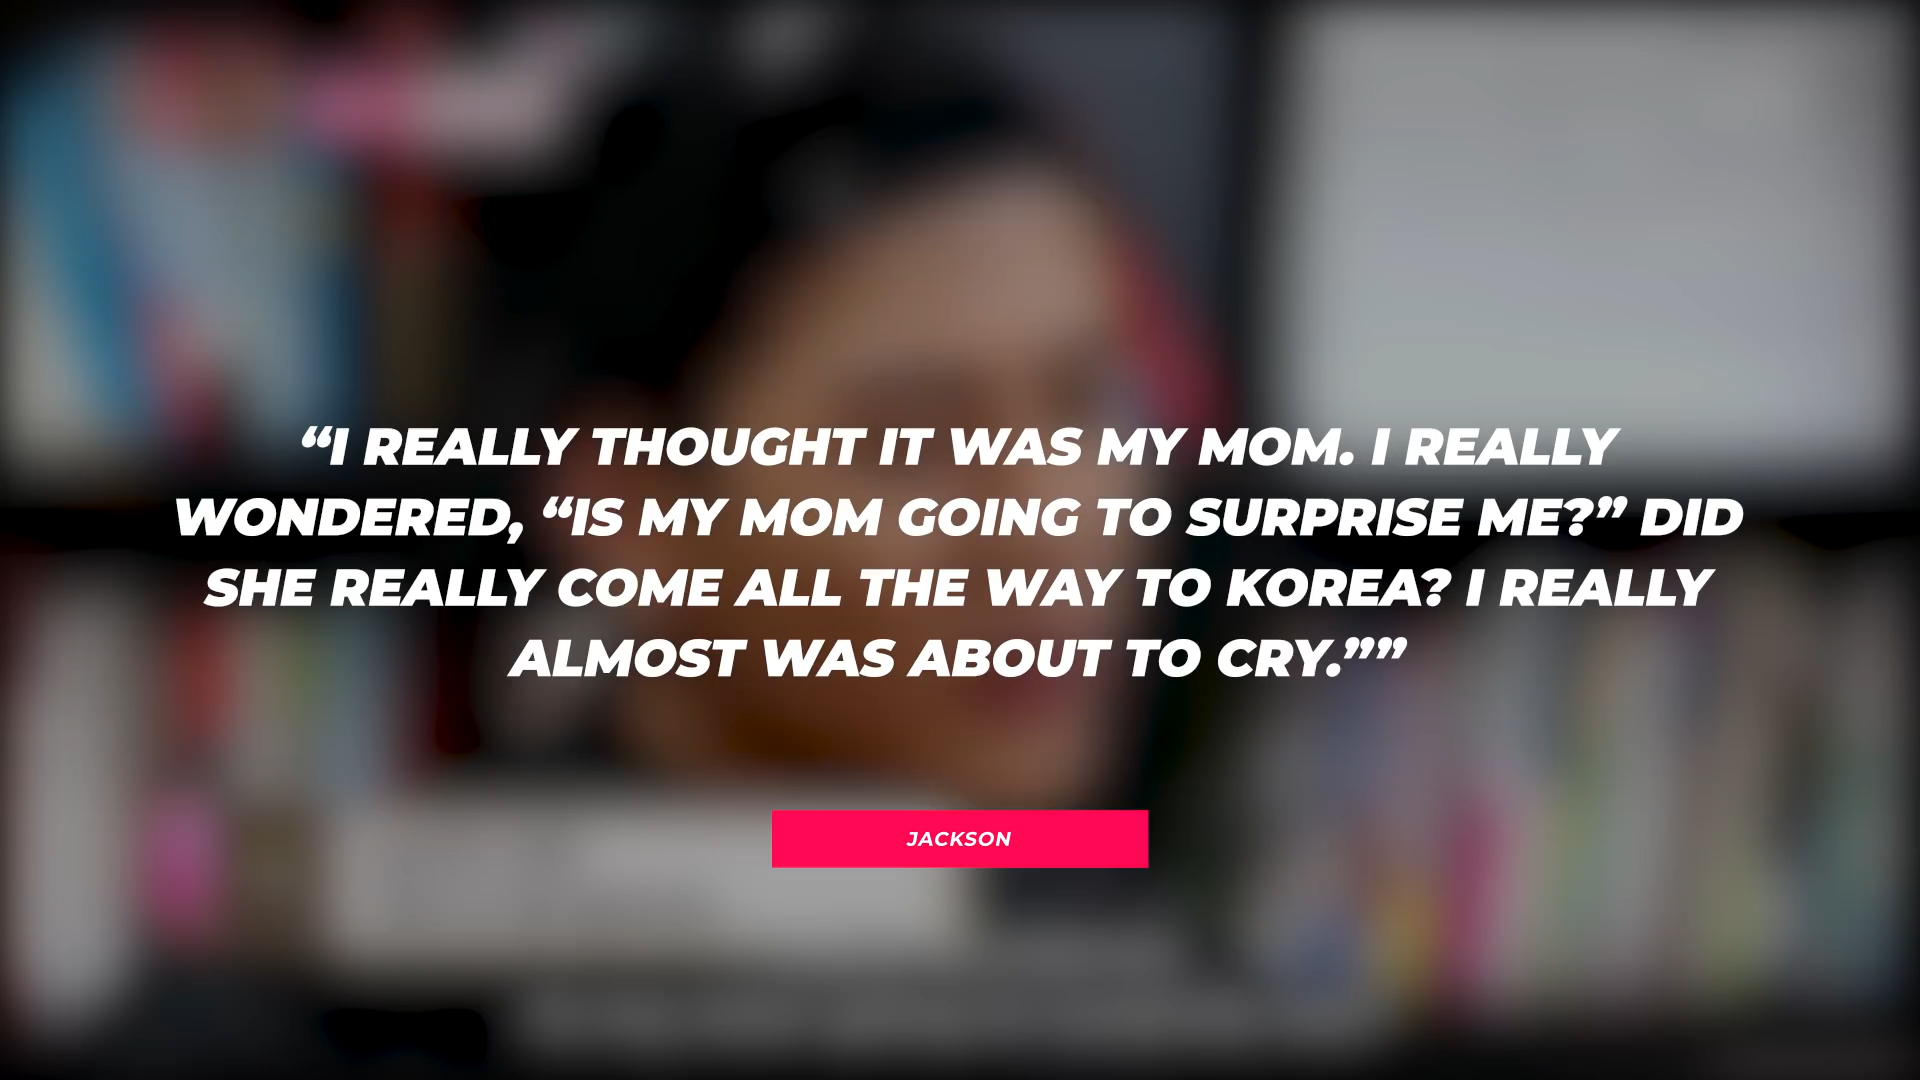 “I REALLY THOUGHT IT WAS MY MOM. I REALLY
WONDERED, “IS MY MOM GOING TO SURPRISE ME?” DID
SHE REALLY COME ALL THE WAY TO KOREA? I REALLY
ALMOST WAS ABOUT TO CRY.””
JACKSON